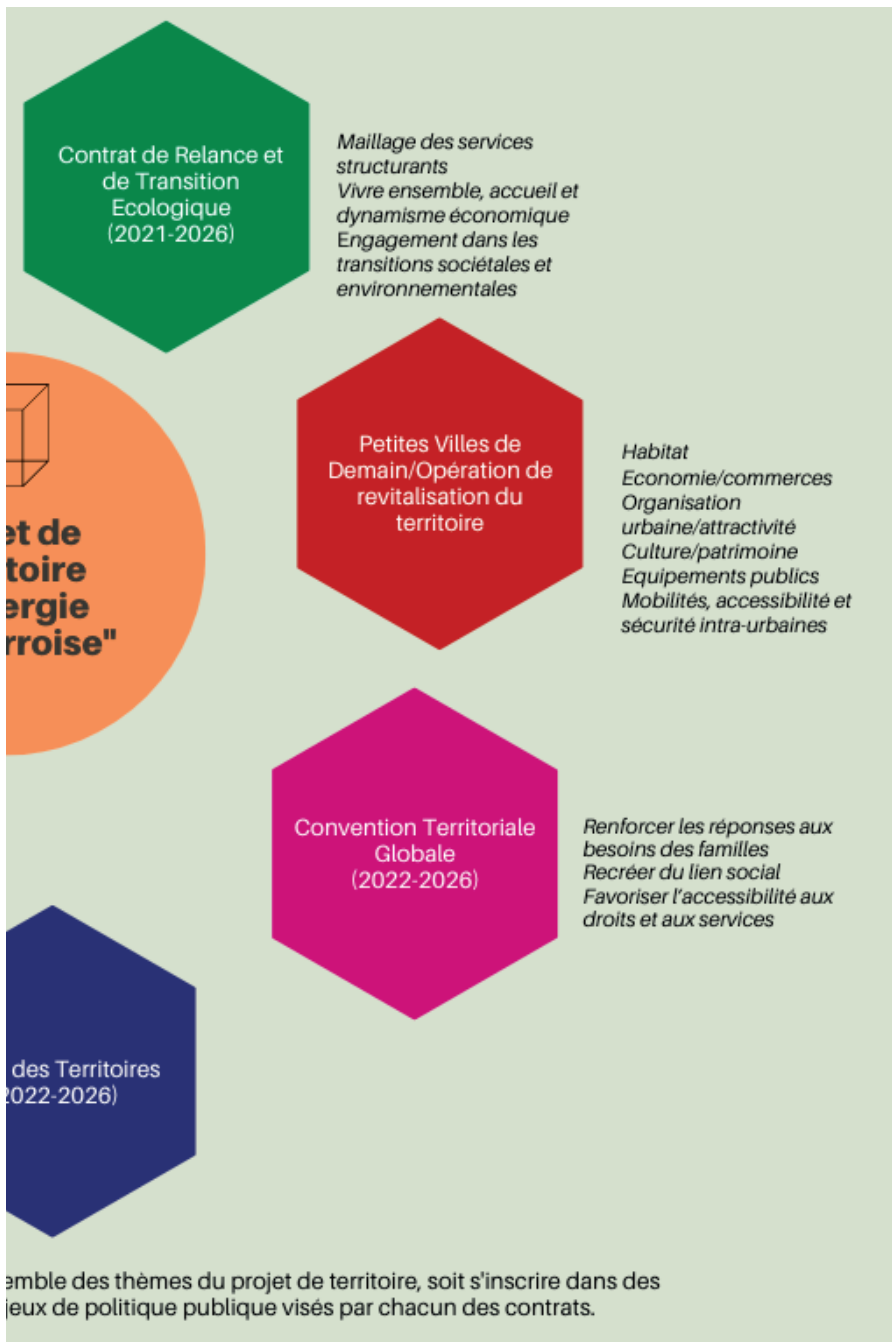 Contrat de Relance et
de Transition
Ecologique
(2021-2026)
Maillage des services
structurants
Vivre ensemble, accueil et
dynamisme économique
Engagement dans les
transitions sociétales et
environnementales
et de
toire
ergie
rroise"
Petites Villes de
Demain/Opération de
revitalisation du
territoire
Habitat
Economie/commerces
Organisation
urbaine/attractivité
Culture/patrimoine
Equipements publics
Mobilités, accessibilité et
sécurité intra-urbaines
Convention Territoriale
Globale
(2022-2026)
Renforcer les réponses aux
besoins des familles
Recréer du lien social
Favoriser l'accessibilité aux
droits et aux services
des Territoires
2022-2026)
emble des thèmes du projet de territoire, soit s'inscrire dans des
jeux de politique publique visés par chacun des contrats.